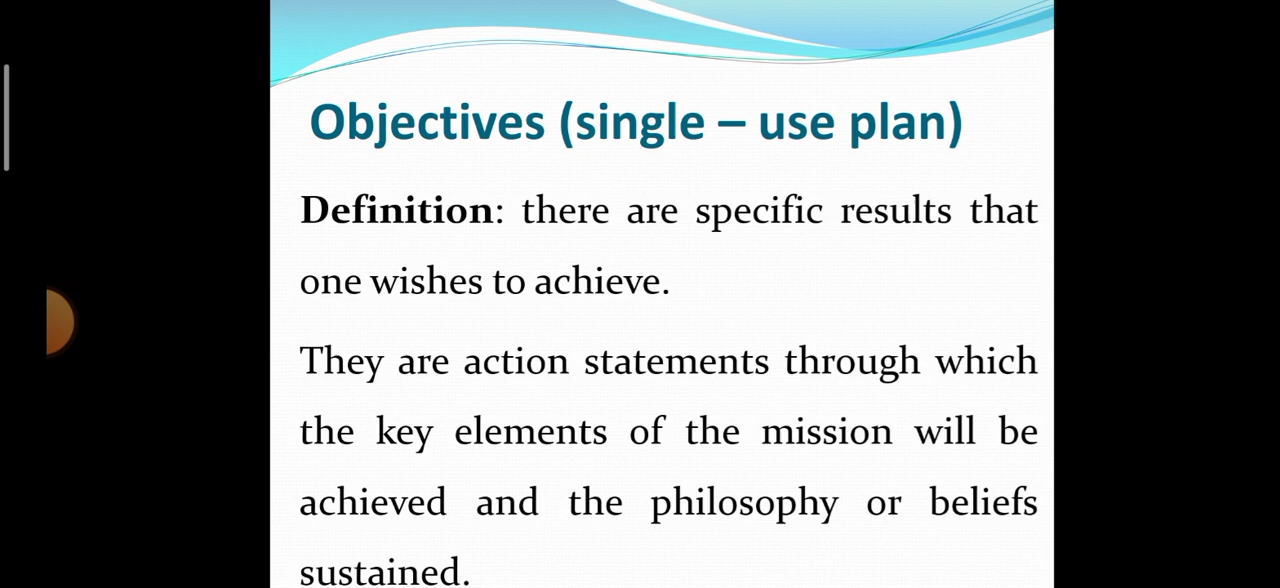 Objectives (single – use plan)
Definition: there are specific results that
one wishes to achieve.
They are action statements through which
the key elements of the mission will be
achieved and the philosophy or beliefs
sustained.